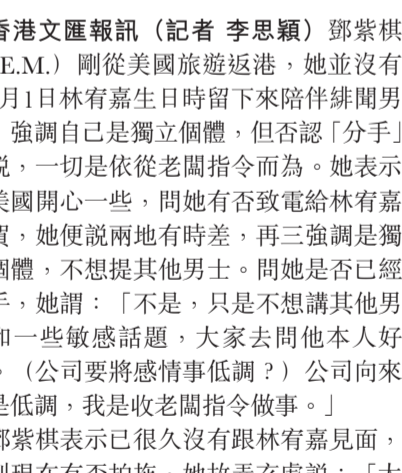 香港文匯報訊（記者 李思穎）鄧紫棋
E.M.）剛從美國旅遊返港，她並沒有
月1日林宥嘉生日時留下來陪伴緋聞男
，強調自己是獨立個體，但否認「分手」
説，一切是依從老闆指令而為。她表示
美國開心一些，問她有否致電給林宥嘉
賀，她便説兩地有時差，再三強調是獨
個體，不想提其他男士。問她是否已經
手，她謂：「不是，只是不想講其他男
和一些敏感話題，大家去問他本人好
。（公司要將感情事低調？）公司向來
是低調，我是收老闆指令做事。」
鄧紫棋表示已很久沒有跟林宥嘉見面，